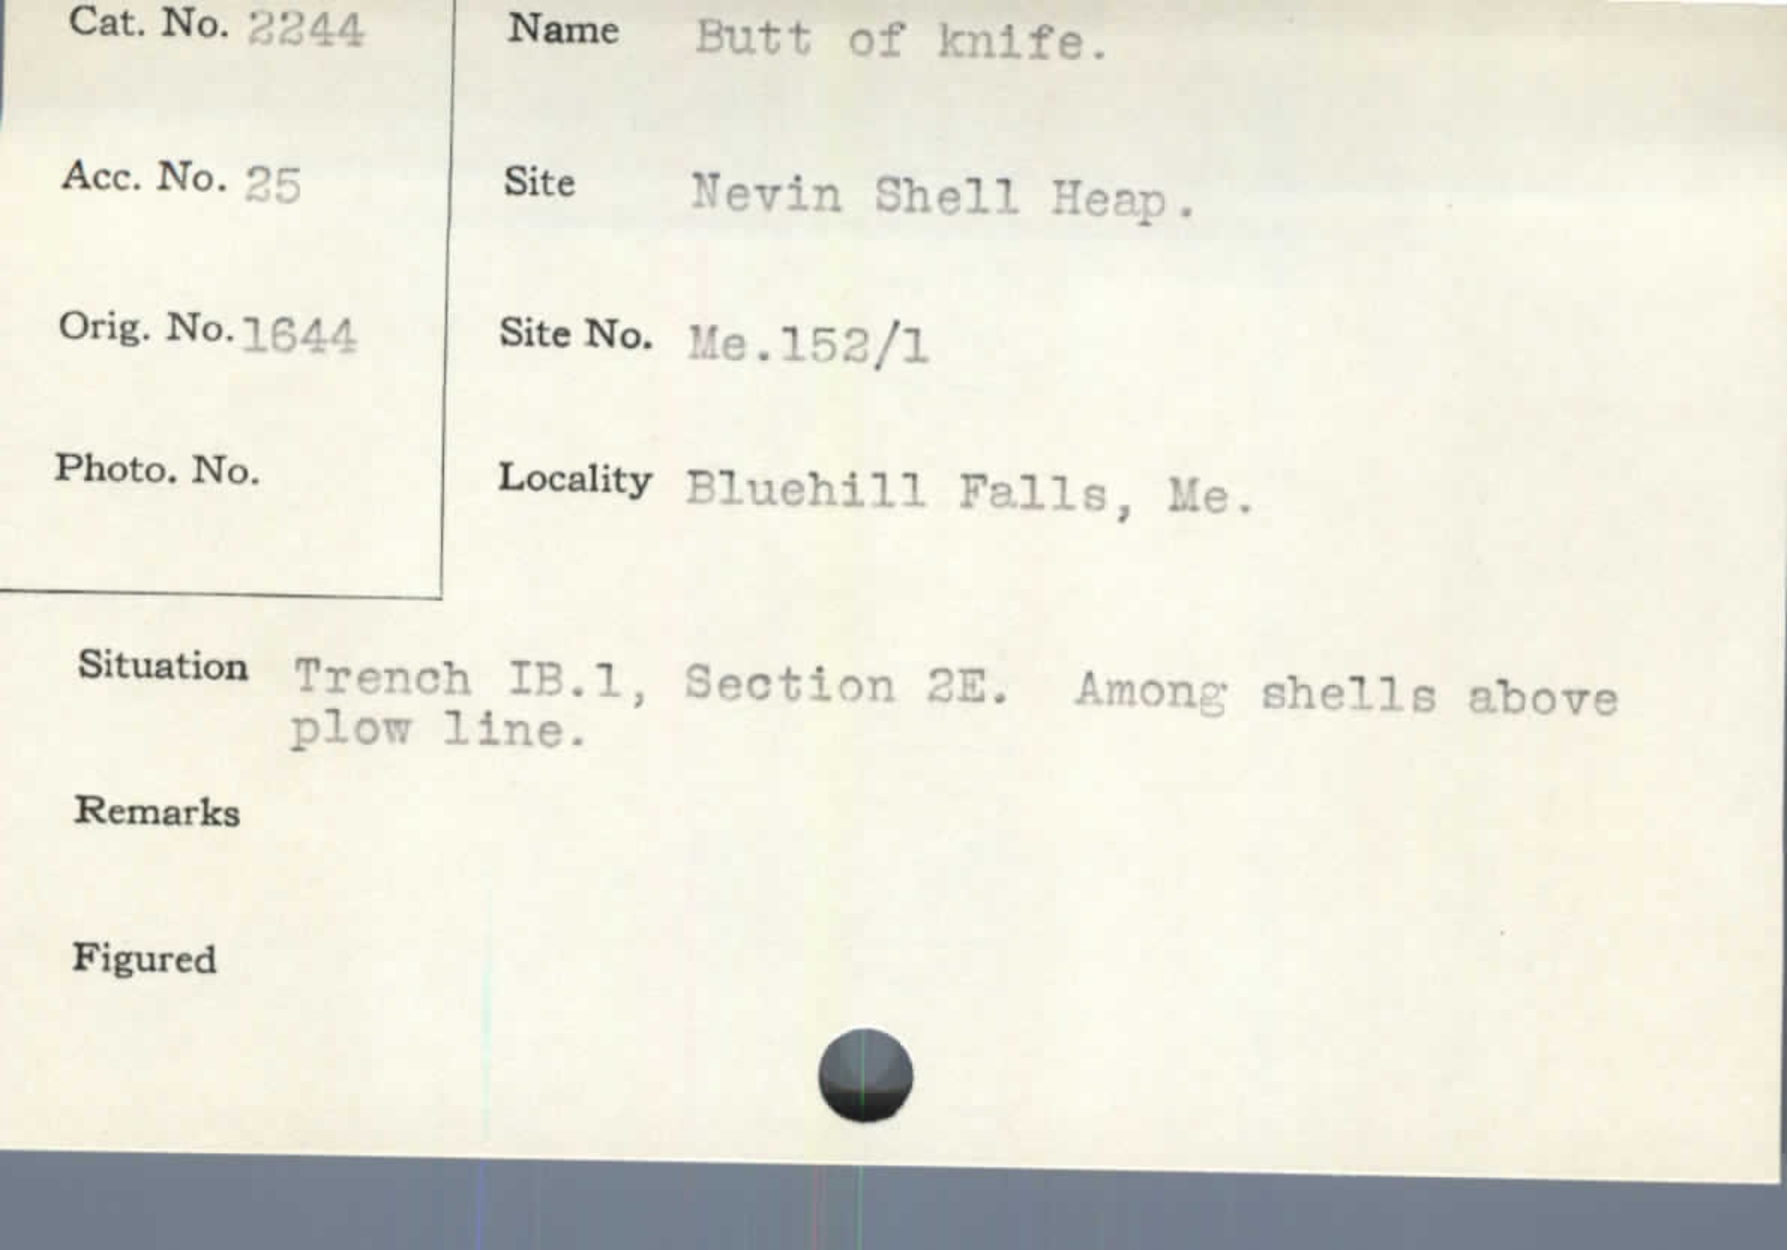 Cat. No. 2244
Name Butt of knife.
Acc. No. 25
Site Nevin Shell Heap.
Orig. No. 1644
Site No. Me.152/1
Photo. No.
Locality Bluehill Falls, Me.
Situation Trench IB.1, Section 2E. Among shells above
plow line.
Remarks
Figured